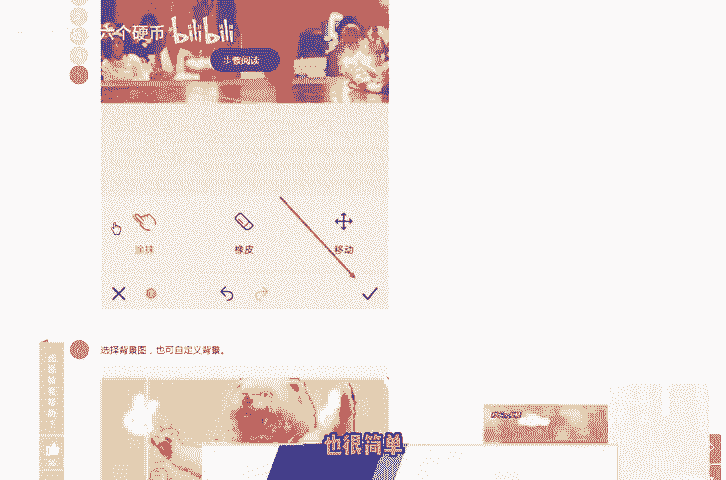 六个硬币 bilibili
步骤阅读
涂抹
橡皮
移动
选择背景图，也可自定义背景。
也很简单